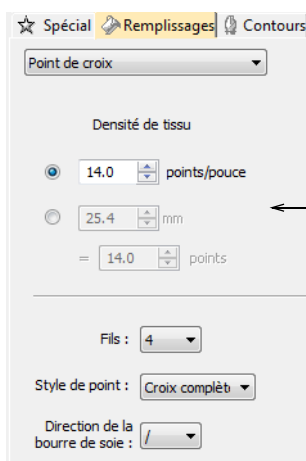 Spécial Remplissages Contours
Point de croix
Densité de tissu
14.0 points/pouce
25.4 mm
= 14.0 points
Fils : 4
Style de point : Croix complèt
Direction de la
bourre de soie : /